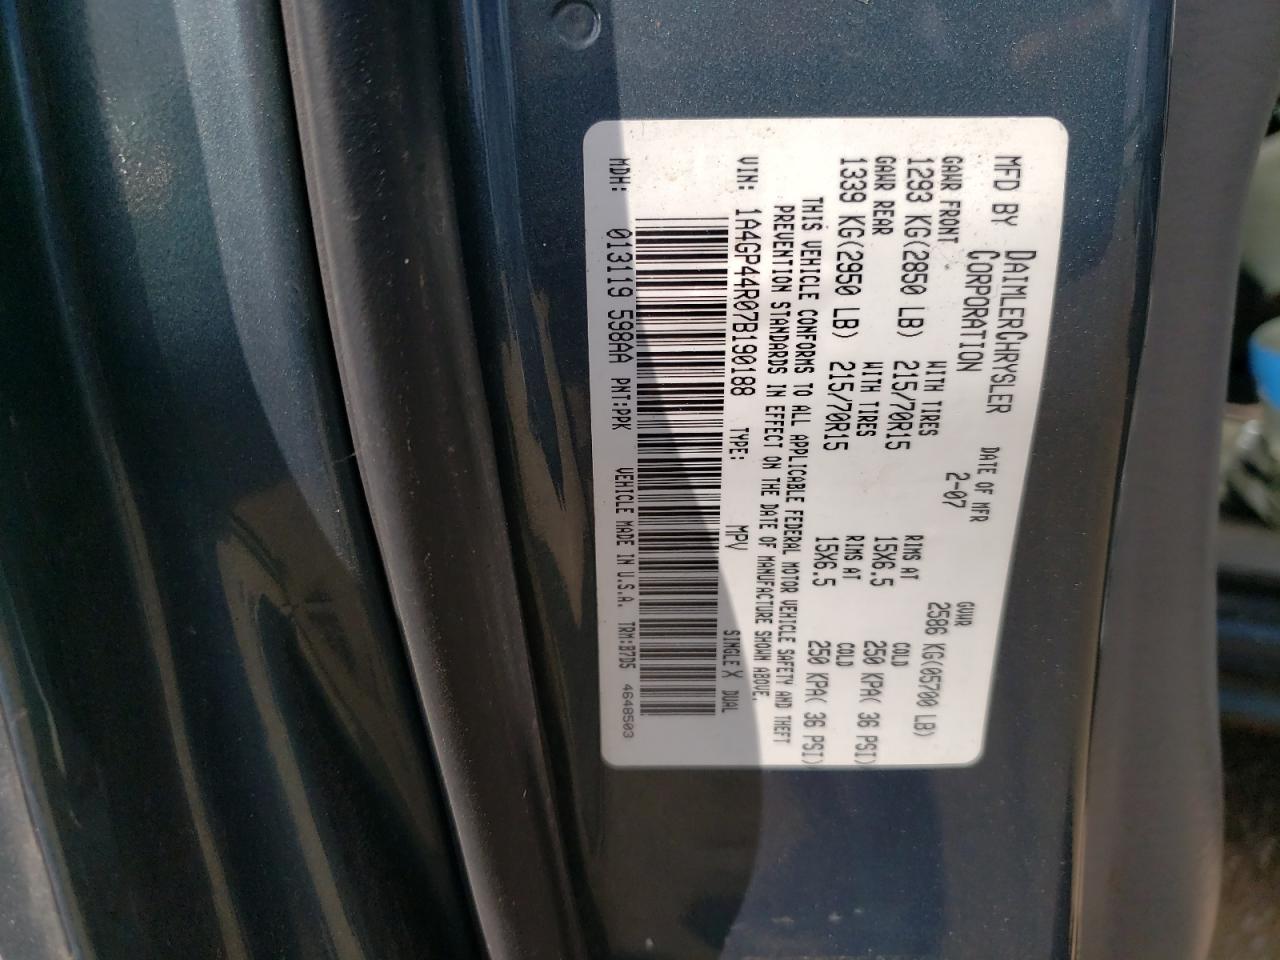 MFD BY DAIMLERCHRYSLER CORPORATION
DATE OF MFR 2-07
GVWR 2586 KG(05700 LB)
GAWR FRONT WITH TIRES RIMS AT COLD
1293 KG(2850 LB) 215/70R15 15X6.5 250 KPA( 36 PSI)
GAWR REAR WITH TIRES RIMS AT COLD
1339 KG(2950 LB) 215/70R15 15X6.5 250 KPA( 36 PSI)
THIS VEHICLE CONFORMS TO ALL APPLICABLE FEDERAL MOTOR VEHICLE SAFETY AND THEFT
PREVENTION STANDARDS IN EFFECT ON THE DATE OF MANUFACTURE SHOWN ABOVE.
VIN: 1A4GP44R07B190188 TYPE: MPV SINGLE X DUAL
MDH: 013119 598AA PNT:PPK VEHICLE MADE IN U.S.A. TRM:B7D5 4648503